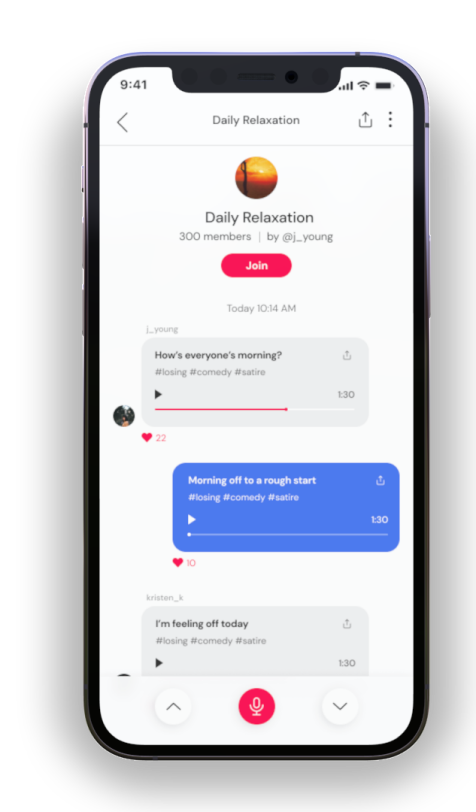 9:41
Daily Relaxation
Daily Relaxation
300 members | by @j_young
Join
Today 10:14 AM
j_young
How's everyone's morning?
#losing #comedy #satire
1:30
22
Morning off to a rough start
#losing #comedy #satire
1:30
10
kristen_k
I'm feeling off today
#losing #comedy #satire
1:30